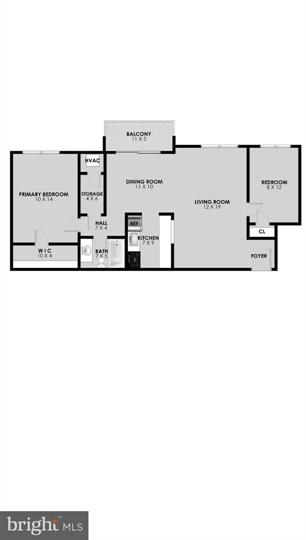 BALCONY
11 X 5
HVAC
DINING ROOM
11 X 10
PRIMARY BEDROOM
10 X 14
STORAGE
4 X 6
BEDROOM
8 X 12
LIVING ROOM
12 X 19
HALL
7 X 4
REF
CL
KITCHEN
7 X 9
W I C
10 X 4
BATH
7 X 5
FOYER
bright MLS